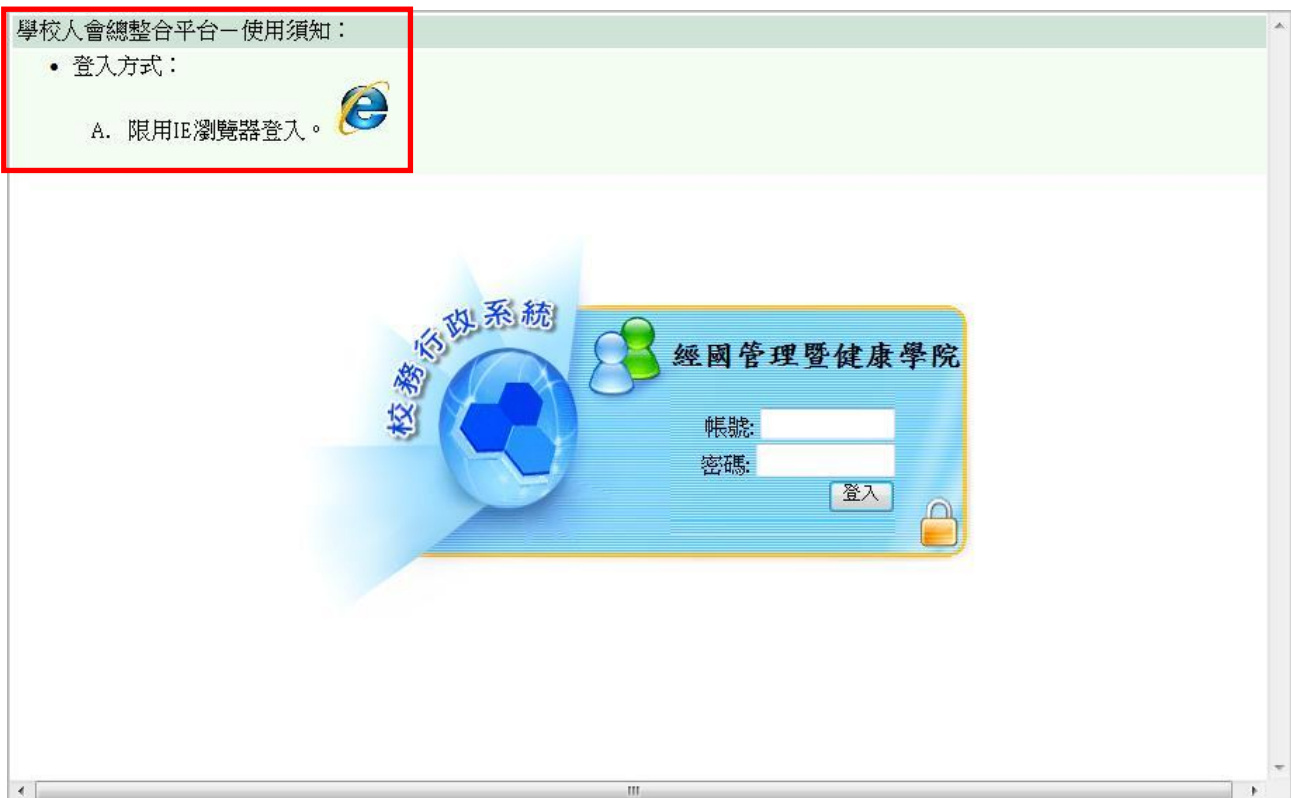 學校人會總整合平台－使用須知：
• 登入方式：
A. 限用IE瀏覽器登入。
校務行政系統
經國管理暨健康學院
帳號:
密碼:
登入